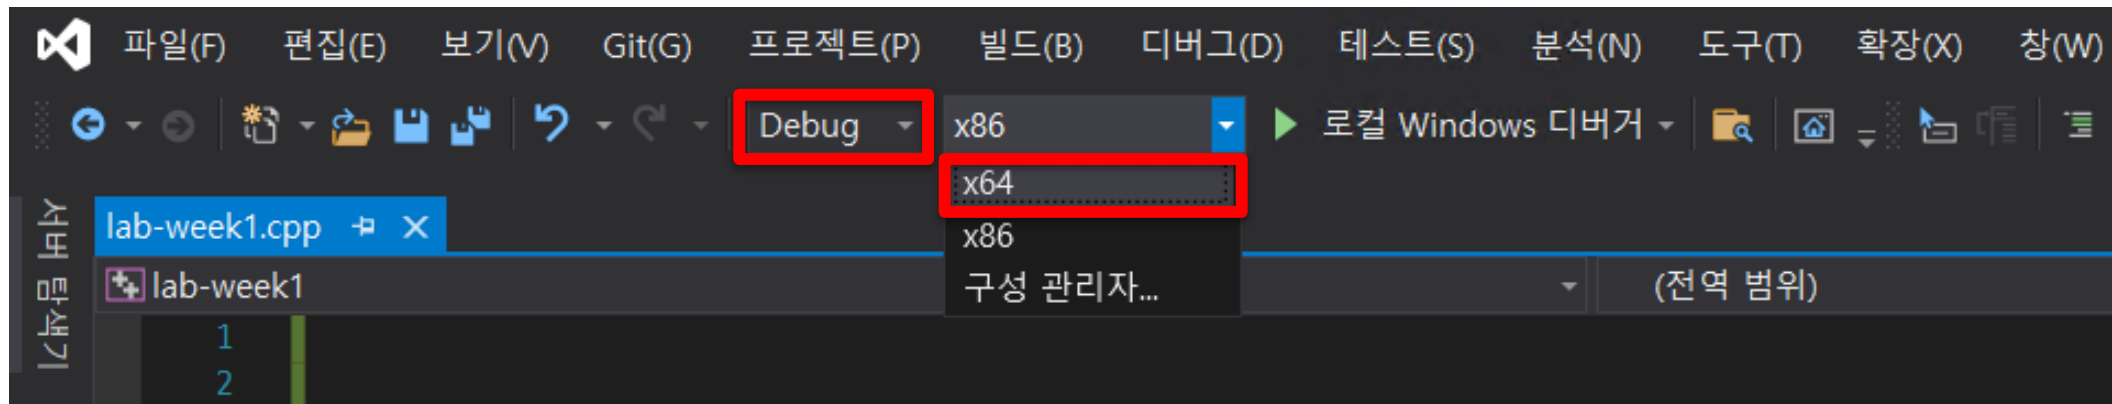 파일(F) 편집(E) 보기(V) Git(G) 프로젝트(P) 빌드(B) 디버그(D) 테스트(S) 분석(N) 도구(T) 확장(X) 창(W)
Debug x86 로컬 Windows 디버거
x64
x86
구성 관리자...
서버 탐색기
lab-week1.cpp
lab-week1 (전역 범위)
1
2